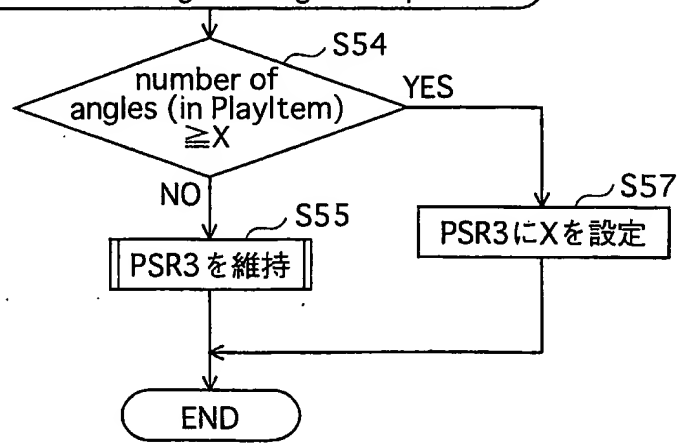 S54
number of
angles (in PlayItem)
≧X
YES
NO
S55
PSR3を維持
S57
PSR3にXを設定
END